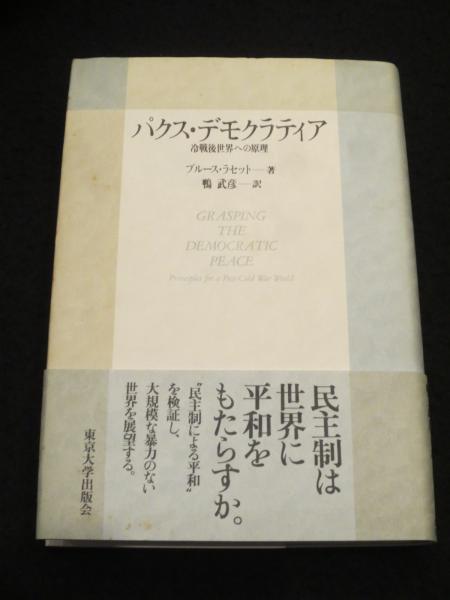 パクス・デモクラティア
冷戦後世界への原理
ブルース・ラセット—著
鴨 武彦—訳
GRASPING
THE
DEMOCRATIC
PEACE
Principles for a Post-Cold War World
民主制は
世界に
平和を
もたらすか。
"民主制による平和"
を検証し、
大規模な暴力のない
世界を展望する。
東京大学出版会